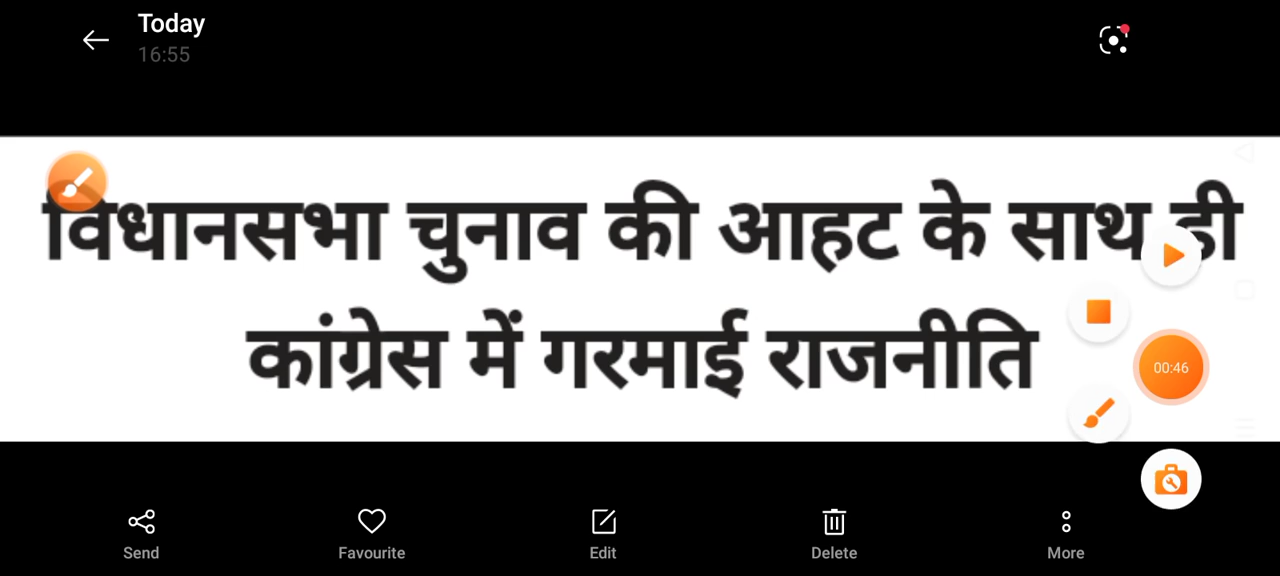 Today
16:55
विधानसभा चुनाव की आहट के साथ ही
कांग्रेस में गरमाई राजनीति
00:46
Send Favourite Edit Delete More